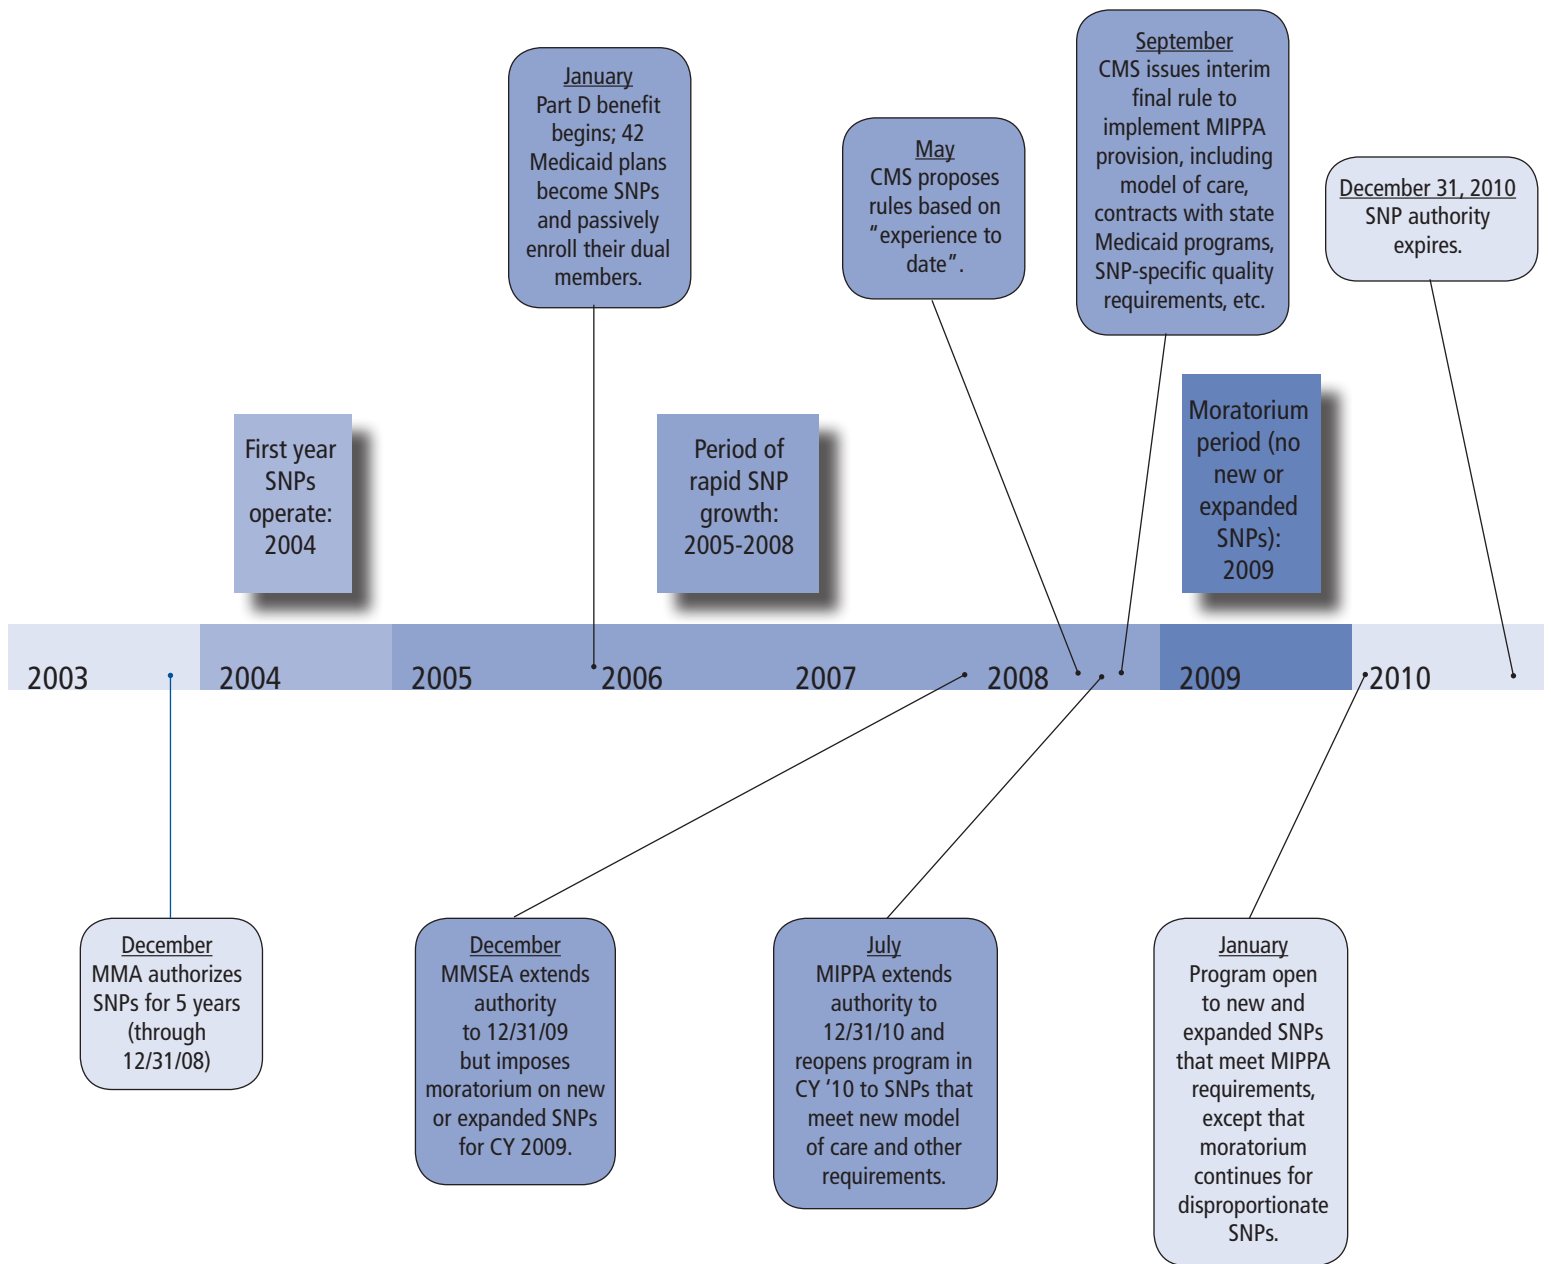 January
Part D benefit
begins; 42
Medicaid plans
become SNPs
and passively
enroll their dual
members.
May
CMS proposes
rules based on
"experience to
date".
September
CMS issues interim
final rule to
implement MIPPA
provision, including
model of care,
contracts with state
Medicaid programs,
SNP-specific quality
requirements, etc.
December 31, 2010
SNP authority
expires.
First year
SNPs
operate:
2004
Period of
rapid SNP
growth:
2005-2008
Moratorium
period (no
new or
expanded
SNPs):
2009
2003
2004
2005
2006
2007
2008
2009
2010
December
MMA authorizes
SNPs for 5 years
(through
12/31/08)
December
MMSEA extends
authority
to 12/31/09
but imposes
moratorium on new
or expanded SNPs
for CY 2009.
July
MIPPA extends
authority to
12/31/10 and
reopens program in
CY '10 to SNPs that
meet new model
of care and other
requirements.
January
Program open
to new and
expanded SNPs
that meet MIPPA
requirements,
except that
moratorium
continues for
disproportionate
SNPs.